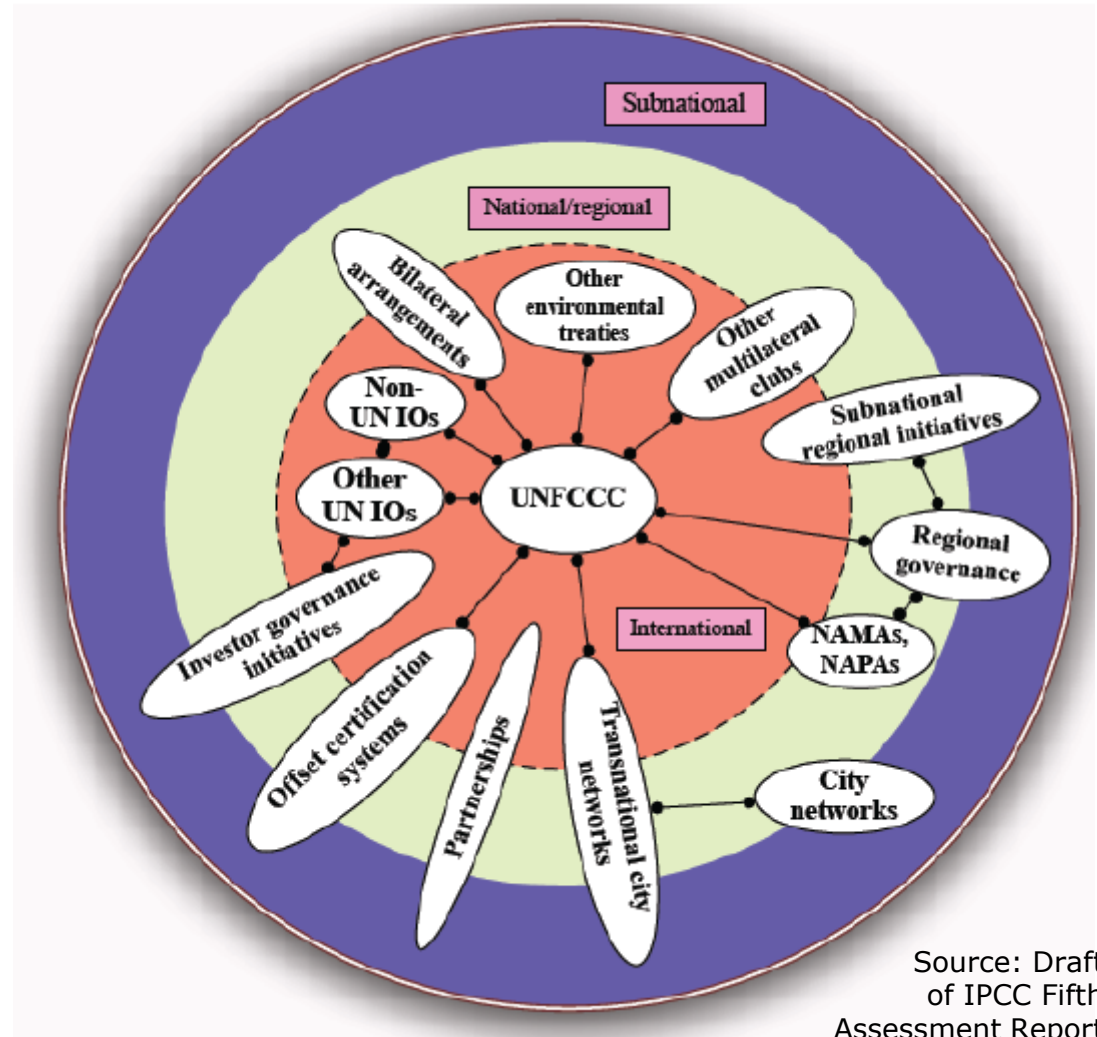 Subnational
National/regional
Bilateral
arrangements
Other
environmental
treaties
Other
multilateral
clubs
Non-
UN IOs
Subnational
regional initiatives
Other
UN IOs
UNFCCC
Regional
governance
Investor governance
initiatives
International
NAMAs,
NAPAs
Offset certification
systems
Partnerships
Transnational city
networks
City
networks
Source: Draft
of IPCC Fifth
Assessment Report